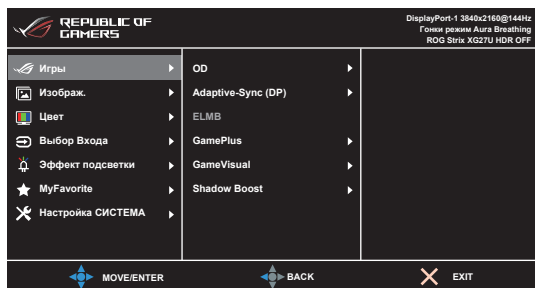 REPUBLIC OF
GAMERS
DisplayPort-1 3840x2160@144Hz
Гонки режим Aura Breathing
ROG Strix XG27U HDR OFF
Игры
Изображ.
Цвет
Выбор Входа
Эффект подсветки
MyFavorite
Настройка СИСТЕМА
OD
Adaptive-Sync (DP)
ELMB
GamePlus
GameVisual
Shadow Boost
MOVE/ENTER
BACK
EXIT